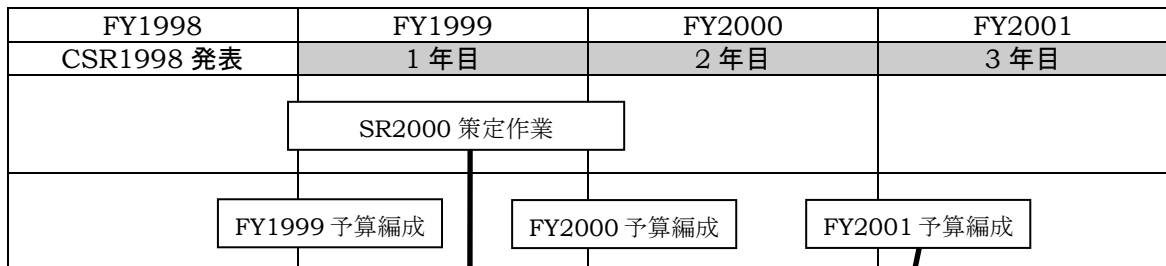 FY1998 FY1999 FY2000 FY2001
CSR1998 発表 1 年目 2 年目 3 年目
SR2000 策定作業
FY1999 予算編成 FY2000 予算編成 FY2001 予算編成